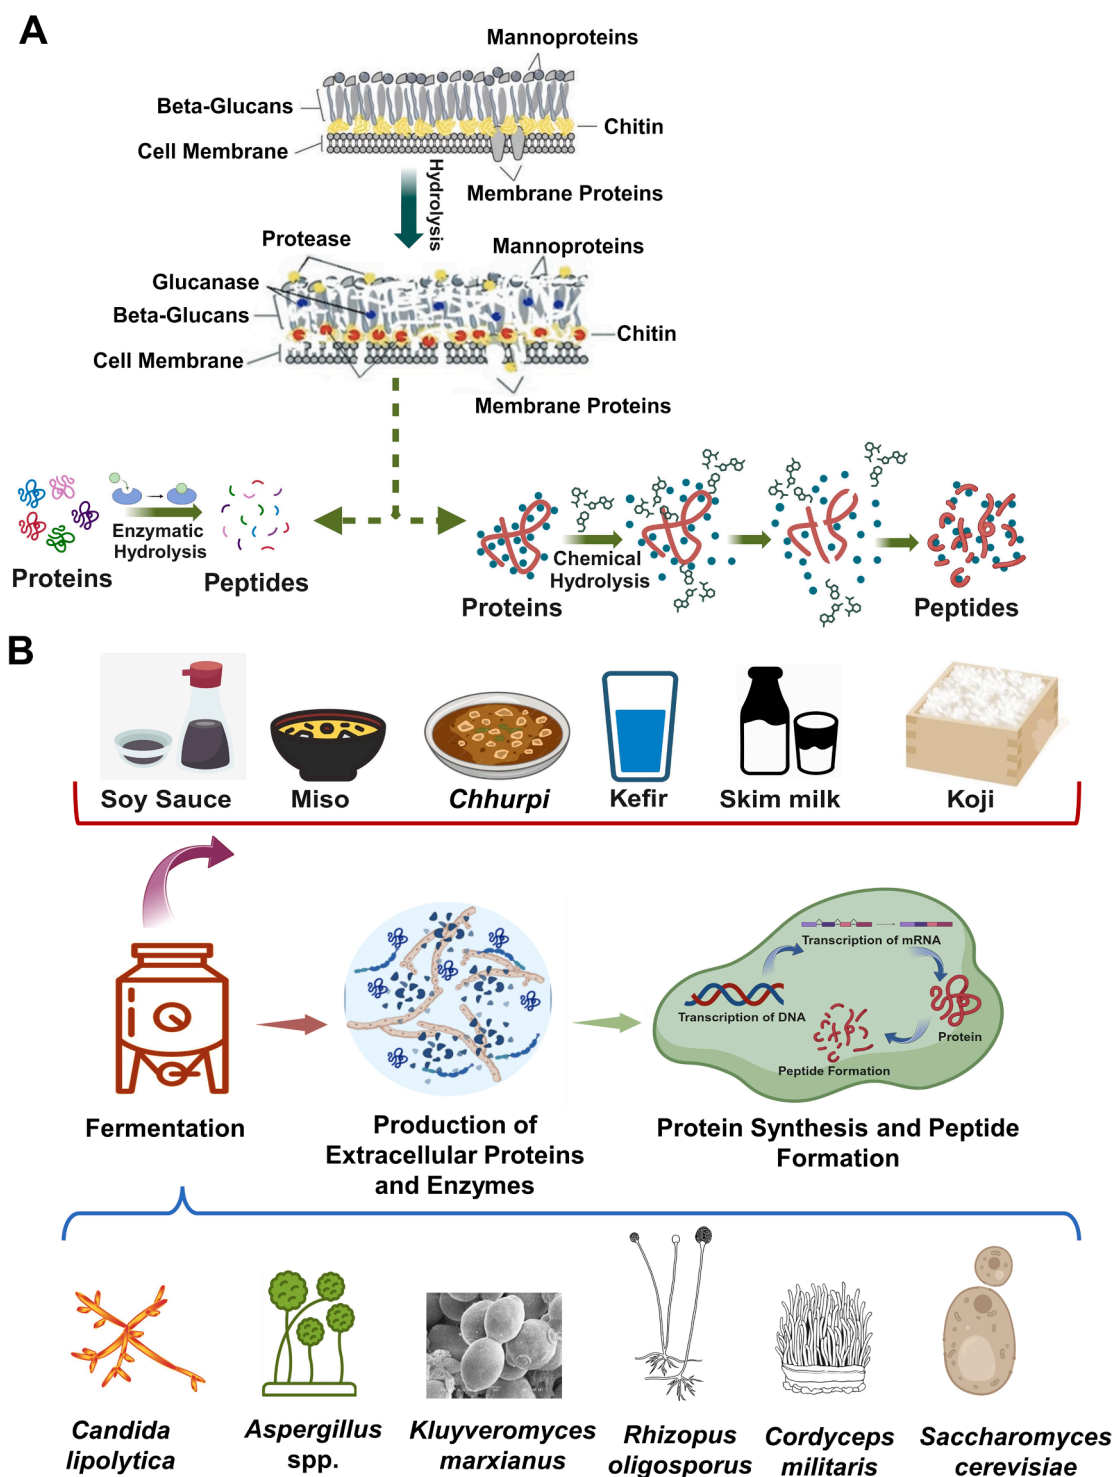 A
Mannoproteins
Beta-Glucans
Chitin
Cell Membrane
Hydrolysis
Membrane Proteins
Protease
Mannoproteins
Glucanase
Beta-Glucans
Chitin
Cell Membrane
Membrane Proteins
Enzymatic
Hydrolysis
Proteins
Peptides
Chemical
Hydrolysis
Proteins
Peptides
B
Soy Sauce
Miso
Chhurpi
Kefir
Skim milk
Koji
Transcription of mRNA
Transcription of DNA
Protein
Peptide Formation
Fermentation
Production of
Extracellular Proteins
and Enzymes
Protein Synthesis and Peptide
Formation
Candida
lipolytica
Aspergillus
spp.
Kluyveromyces
marxianus
Rhizopus
oligosporus
Cordyceps
militaris
Saccharomyces
cerevisiae